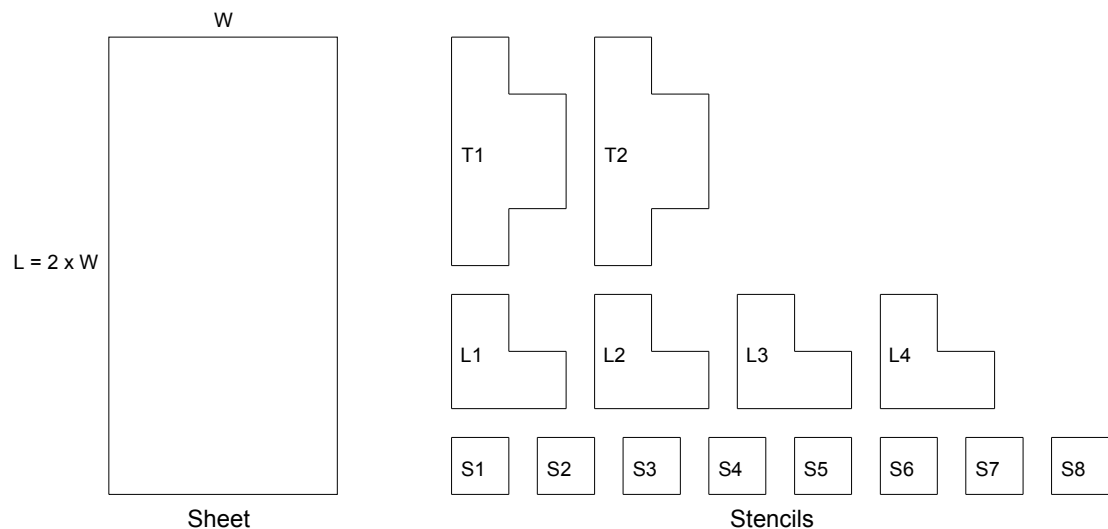 W
L = 2 x W
Sheet
T1
T2
L1
L2
L3
L4
S1
S2
S3
S4
S5
S6
S7
S8
Stencils